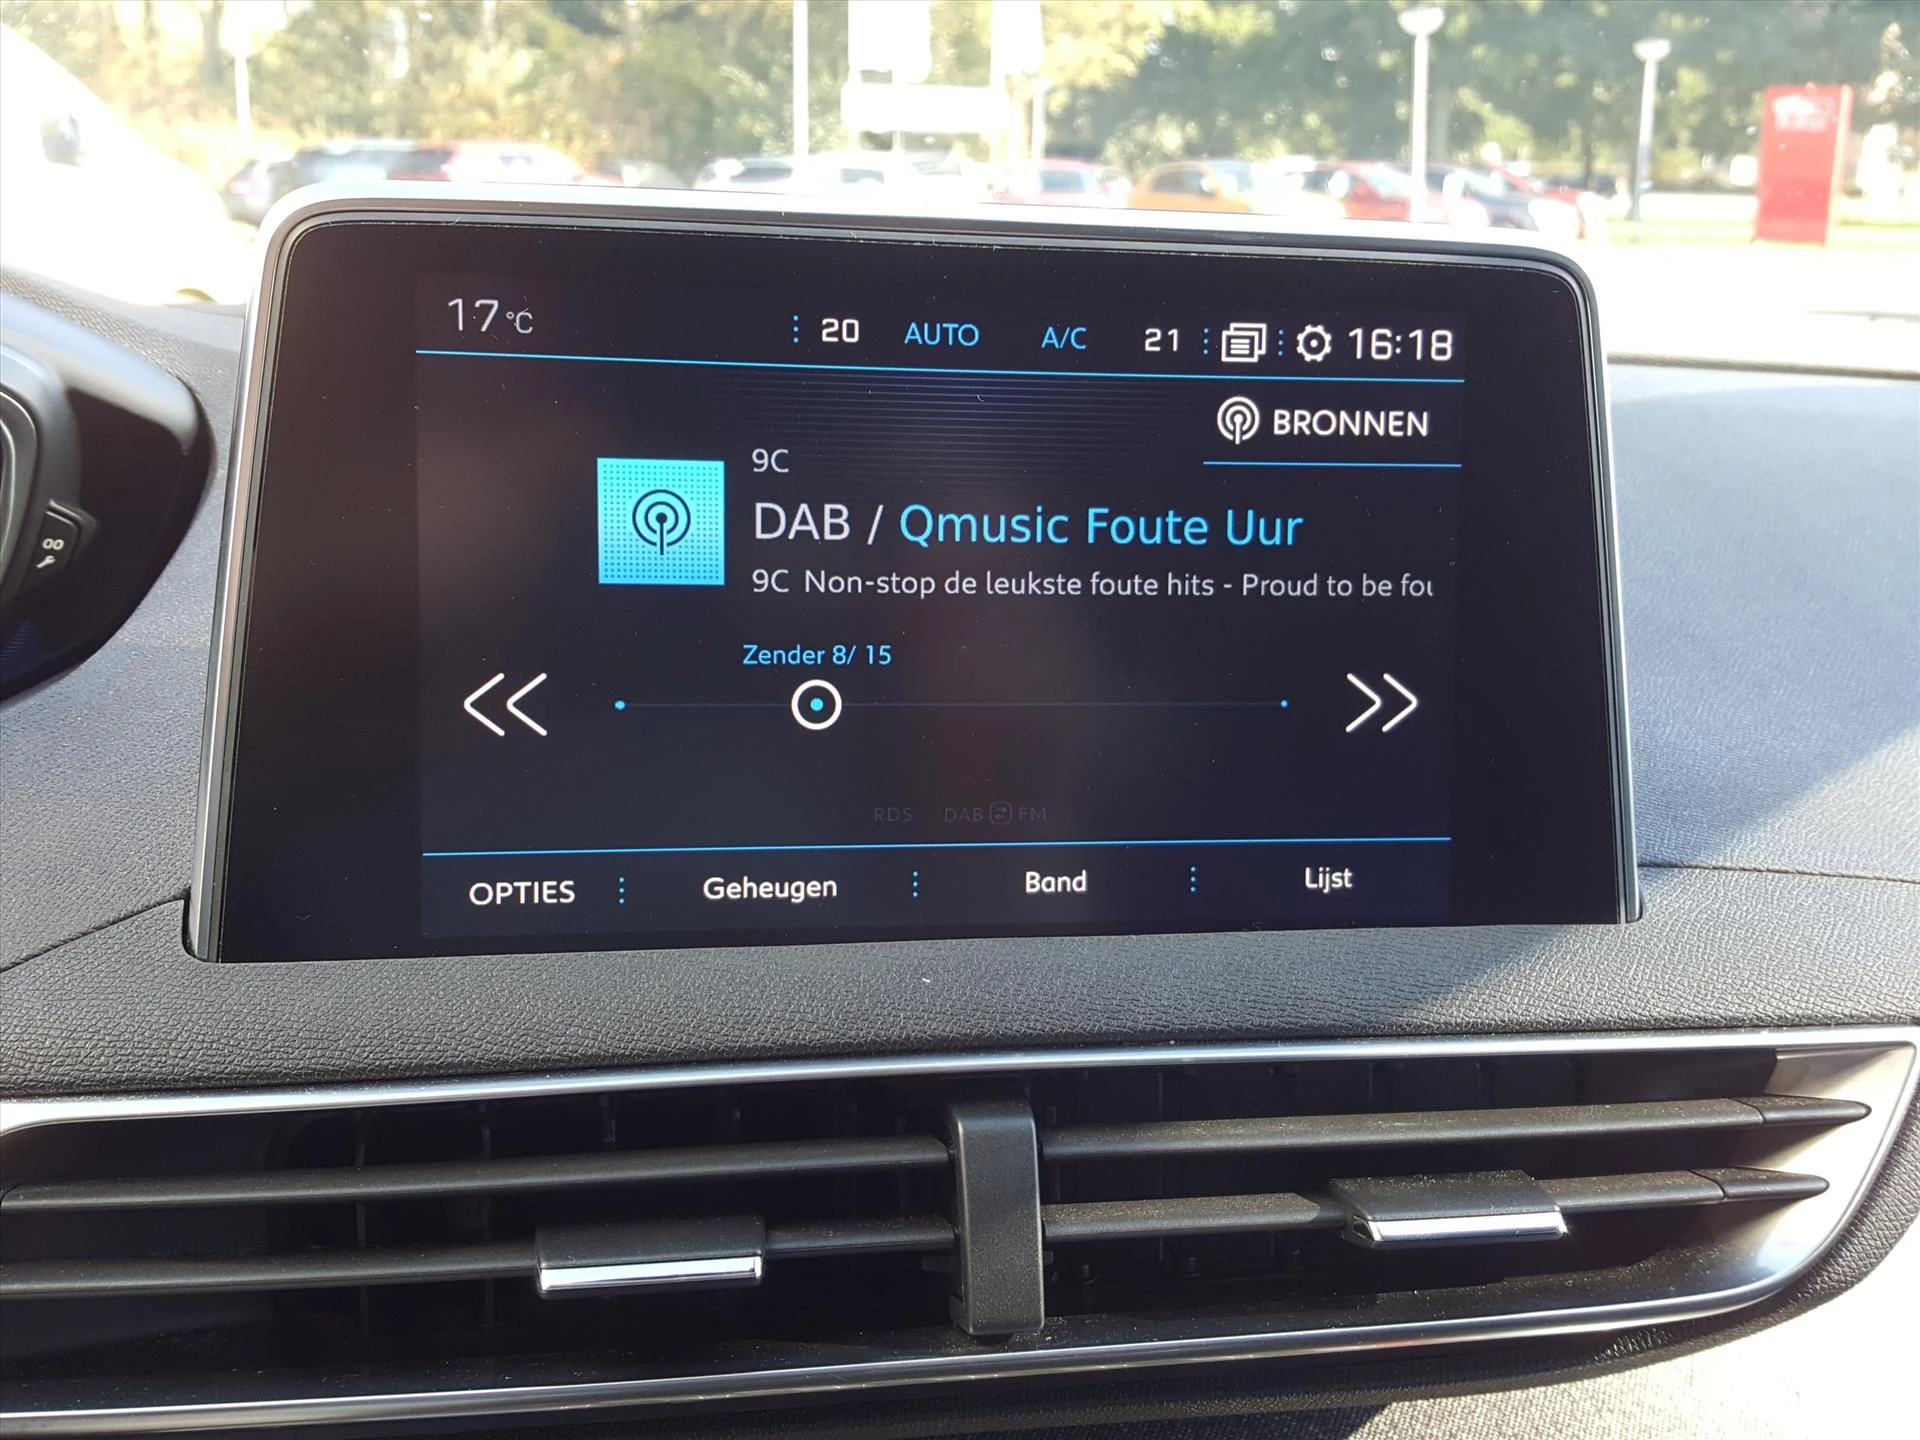 17 °C 20 AUTO A/C 21 16:18
BRONNEN
9C
DAB / Qmusic Foute Uur
9C Non-stop de leukste foute hits - Proud to be fou
Zender 8/ 15
RDS DAB FM
OPTIES Geheugen Band Lijst